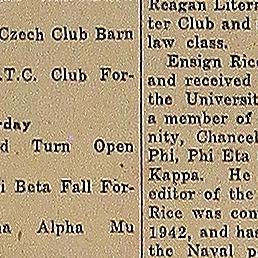 Czech Club Barn
.T.C. Club For-
-day
d Turn Open
i Beta Fall For-
a Alpha Mu
Reagan Liter
ter Club and
law class.
Ensign Rice
and received
the Universit
a member of
nity, Chancel
Phi, Phi Eta
Kappa. He
editor of the
Rice was com
1942, and has
the Naval p